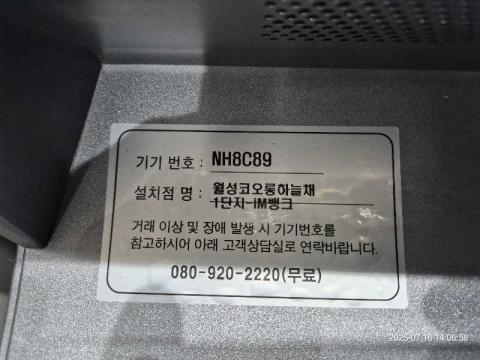 기기 번호 : NH8C89
설치점 명 : 월성코오롱하늘채
1단지-iM뱅크
거래 이상 및 장애 발생 시 기기번호를
참고하시어 아래 고객상담실로 연락바랍니다.
080-920-2220(무료)
2025-07-16 14:06:58